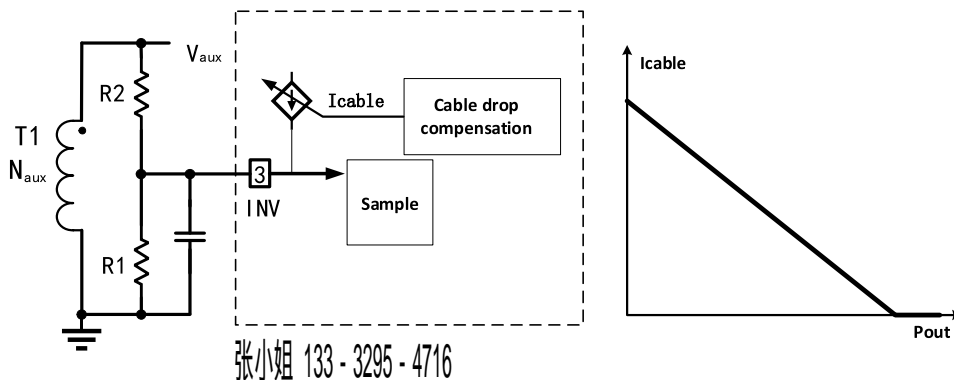 Vaux
R2
T1
Naux
R1
3
INV
Icable
Cable drop
compensation
Sample
Icable
Pout
张小姐 133 - 3295 - 4716